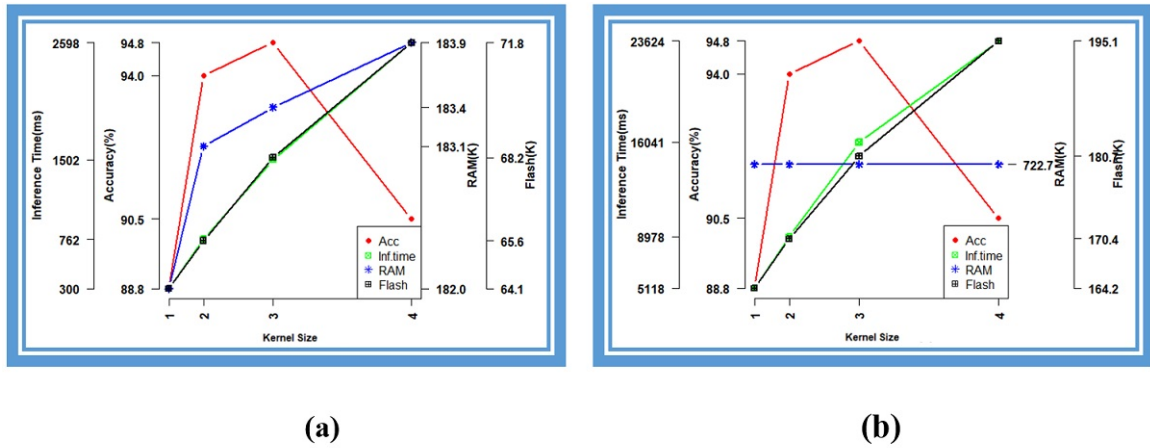 Inference Time(ms)
2598
1502
762
300
Accuracy(%)
94.8
94.0
90.5
88.8
183.9
183.4
183.1
182.0
RAM(K)
71.8
68.2
65.6
64.1
Flash(K)
Acc
Inf.time
RAM
Flash
1 2 3 4
Kernel Size
(a)
Inference Time(ms)
23624
16041
8978
5118
Accuracy(%)
94.8
94.0
90.5
88.8
722.7
RAM(K)
195.1
180.
170.4
164.2
Flash(K)
Acc
Inf.time
RAM
Flash
1 2 3 4
Kernel Size
(b)